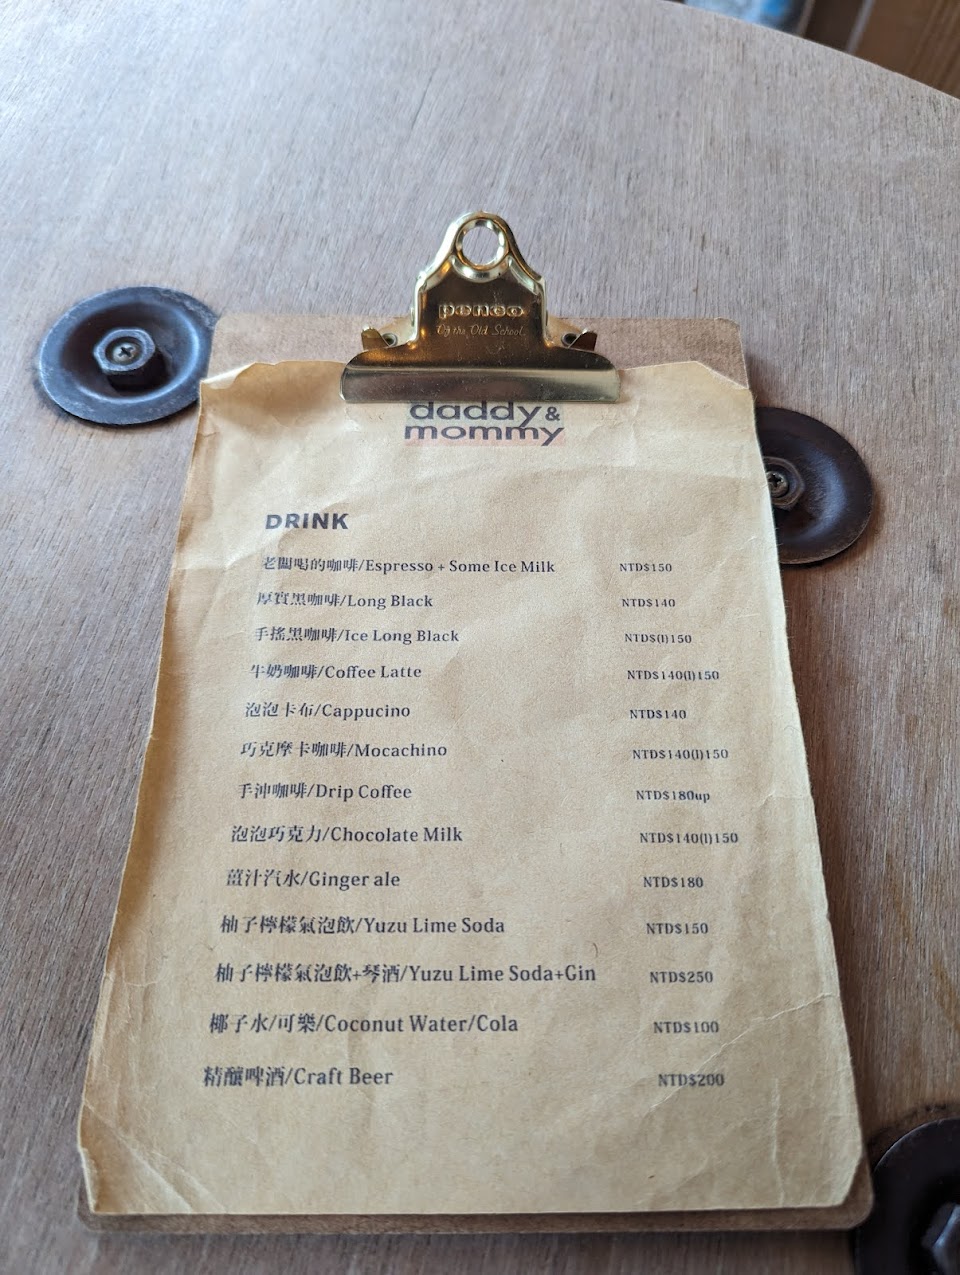 penco
Of the Old School.
daddy &
mommy
DRINK
老闆喝的咖啡/Espresso + Some Ice Milk NTD$150
厚實黑咖啡/Long Black NTD$140
手搖黑咖啡/Ice Long Black NTD$(I)150
牛奶咖啡/Coffee Latte NTD$140(I)150
泡泡卡布/Cappucino NTD$140
巧克摩卡咖啡/Mocachino NTD$140(I)150
手沖咖啡/Drip Coffee NTD$180up
泡泡巧克力/Chocolate Milk NTD$140(I)150
薑汁汽水/Ginger ale NTD$180
柚子檸檬氣泡飲/Yuzu Lime Soda NTD$150
柚子檸檬氣泡飲+琴酒/Yuzu Lime Soda+Gin NTD$250
椰子水/可樂/Coconut Water/Cola NTD$100
精釀啤酒/Craft Beer NTD$200